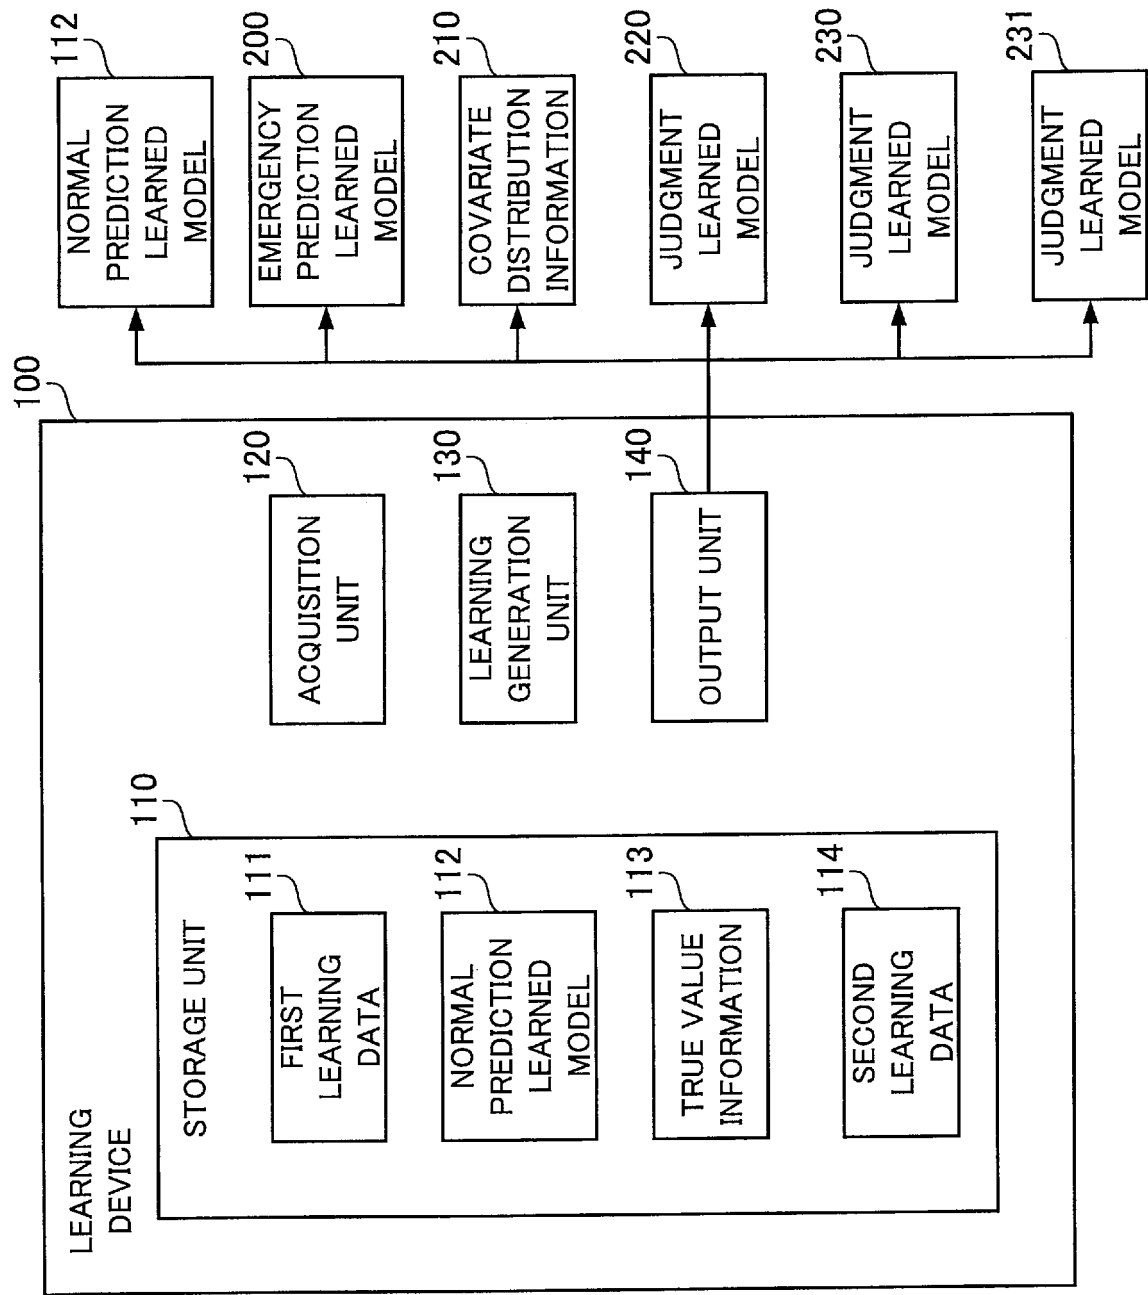 100
LEARNING
DEVICE
110
STORAGE UNIT
111
FIRST
LEARNING
DATA
112
NORMAL
PREDICTION
LEARNED
MODEL
113
TRUE VALUE
INFORMATION
114
SECOND
LEARNING
DATA
120
ACQUISITION
UNIT
130
LEARNING
GENERATION
UNIT
140
OUTPUT UNIT
112
NORMAL
PREDICTION
LEARNED
MODEL
200
EMERGENCY
PREDICTION
LEARNED
MODEL
210
COVARIATE
DISTRIBUTION
INFORMATION
220
JUDGMENT
LEARNED
MODEL
230
JUDGMENT
LEARNED
MODEL
231
JUDGMENT
LEARNED
MODEL